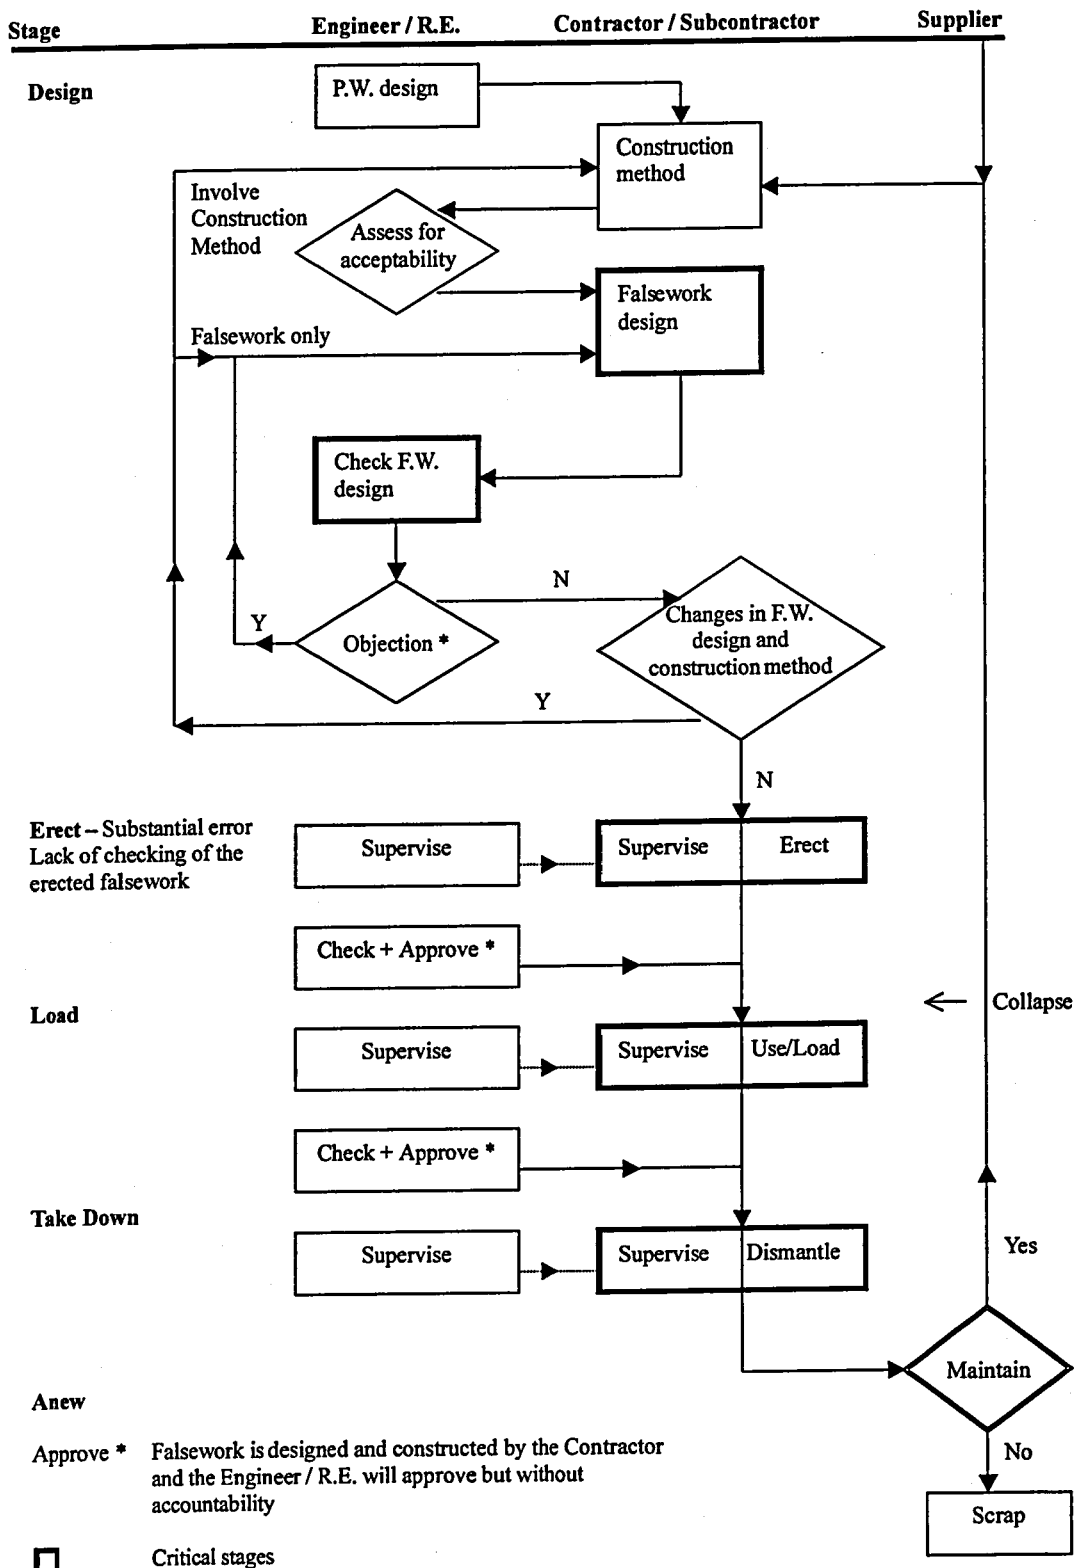 Stage Engineer / R.E. Contractor / Subcontractor Supplier
Design
P.W. design
Construction
method
Involve
Construction
Method
Assess for
acceptability
Falsework
design
Falsework only
Check F.W.
design
N
Y
Objection *
Changes in F.W.
design and
construction method
Y
N
Erect – Substantial error
Lack of checking of the
erected falsework
Supervise
Supervise Erect
Check + Approve *
Load
Collapse
Supervise
Supervise Use/Load
Check + Approve *
Take Down
Supervise
Supervise Dismantle
Yes
Maintain
Anew
Approve * Falsework is designed and constructed by the Contractor
and the Engineer / R.E. will approve but without
accountability
No
Scrap
Critical stages